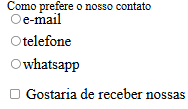 Como prefere o nosso contato
e-mail
telefone
whatsapp
Gostaria de receber nossas